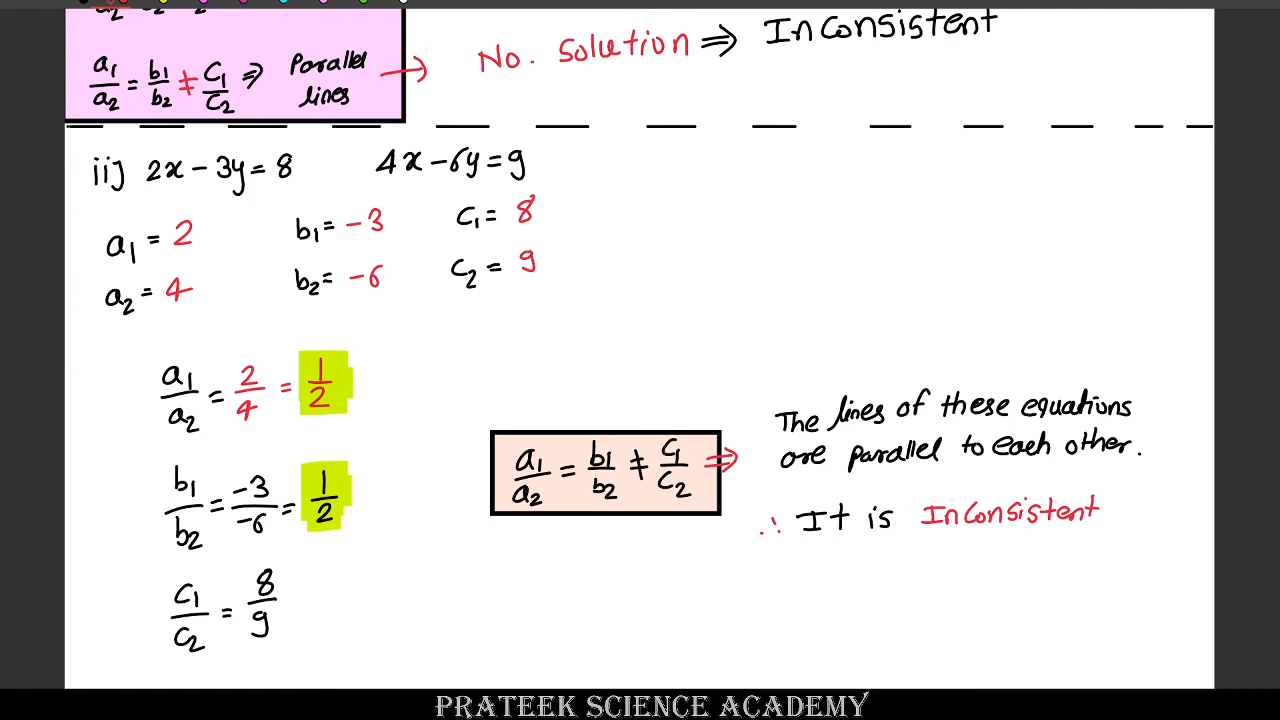 a₂ 2 2
a₁/a₂ = b₁/b₂ ≠ C₁/C₂ ⇒ Parallel lines → No. Solution ⇒ Inconsistent
ii) 2x - 3y = 8 4x - 6y = 9
a₁ = 2 b₁ = -3 C₁ = 8
a₂ = 4 b₂ = -6 C₂ = 9
a₁/a₂ = 2/4 = 1/2
The lines of these equations
are parallel to each other.
a₁/a₂ = b₁/b₂ ≠ C₁/C₂ ⇒
b₁/b₂ = -3/-6 = 1/2
∴ It is Inconsistent
C₁/C₂ = 8/9
PRATEEK SCIENCE ACADEMY